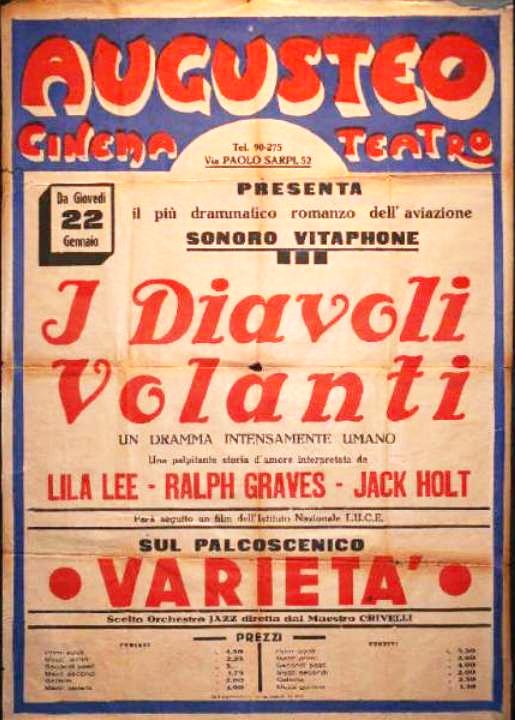 AUGUSTEO
CINEMA TEATRO
Tel. 90-275
Via PAOLO SARPI, 52
PRESENTA
Da Giovedì
22
Gennaio
il più drammatico romanzo dell'aviazione
SONORO VITAPHONE
I Diavoli
Volanti
UN DRAMMA INTENSAMENTE UMANO
Una palpitante storia d'amore interpretata da
LILA LEE - RALPH GRAVES - JACK HOLT
Farà seguito un film dell'Istituto Nazionale L.U.C.E.
SUL PALCOSCENICO
• VARIETA' •
Scelta Orchestra JAZZ diretta dal Maestro CRIVELLI
PREZZI